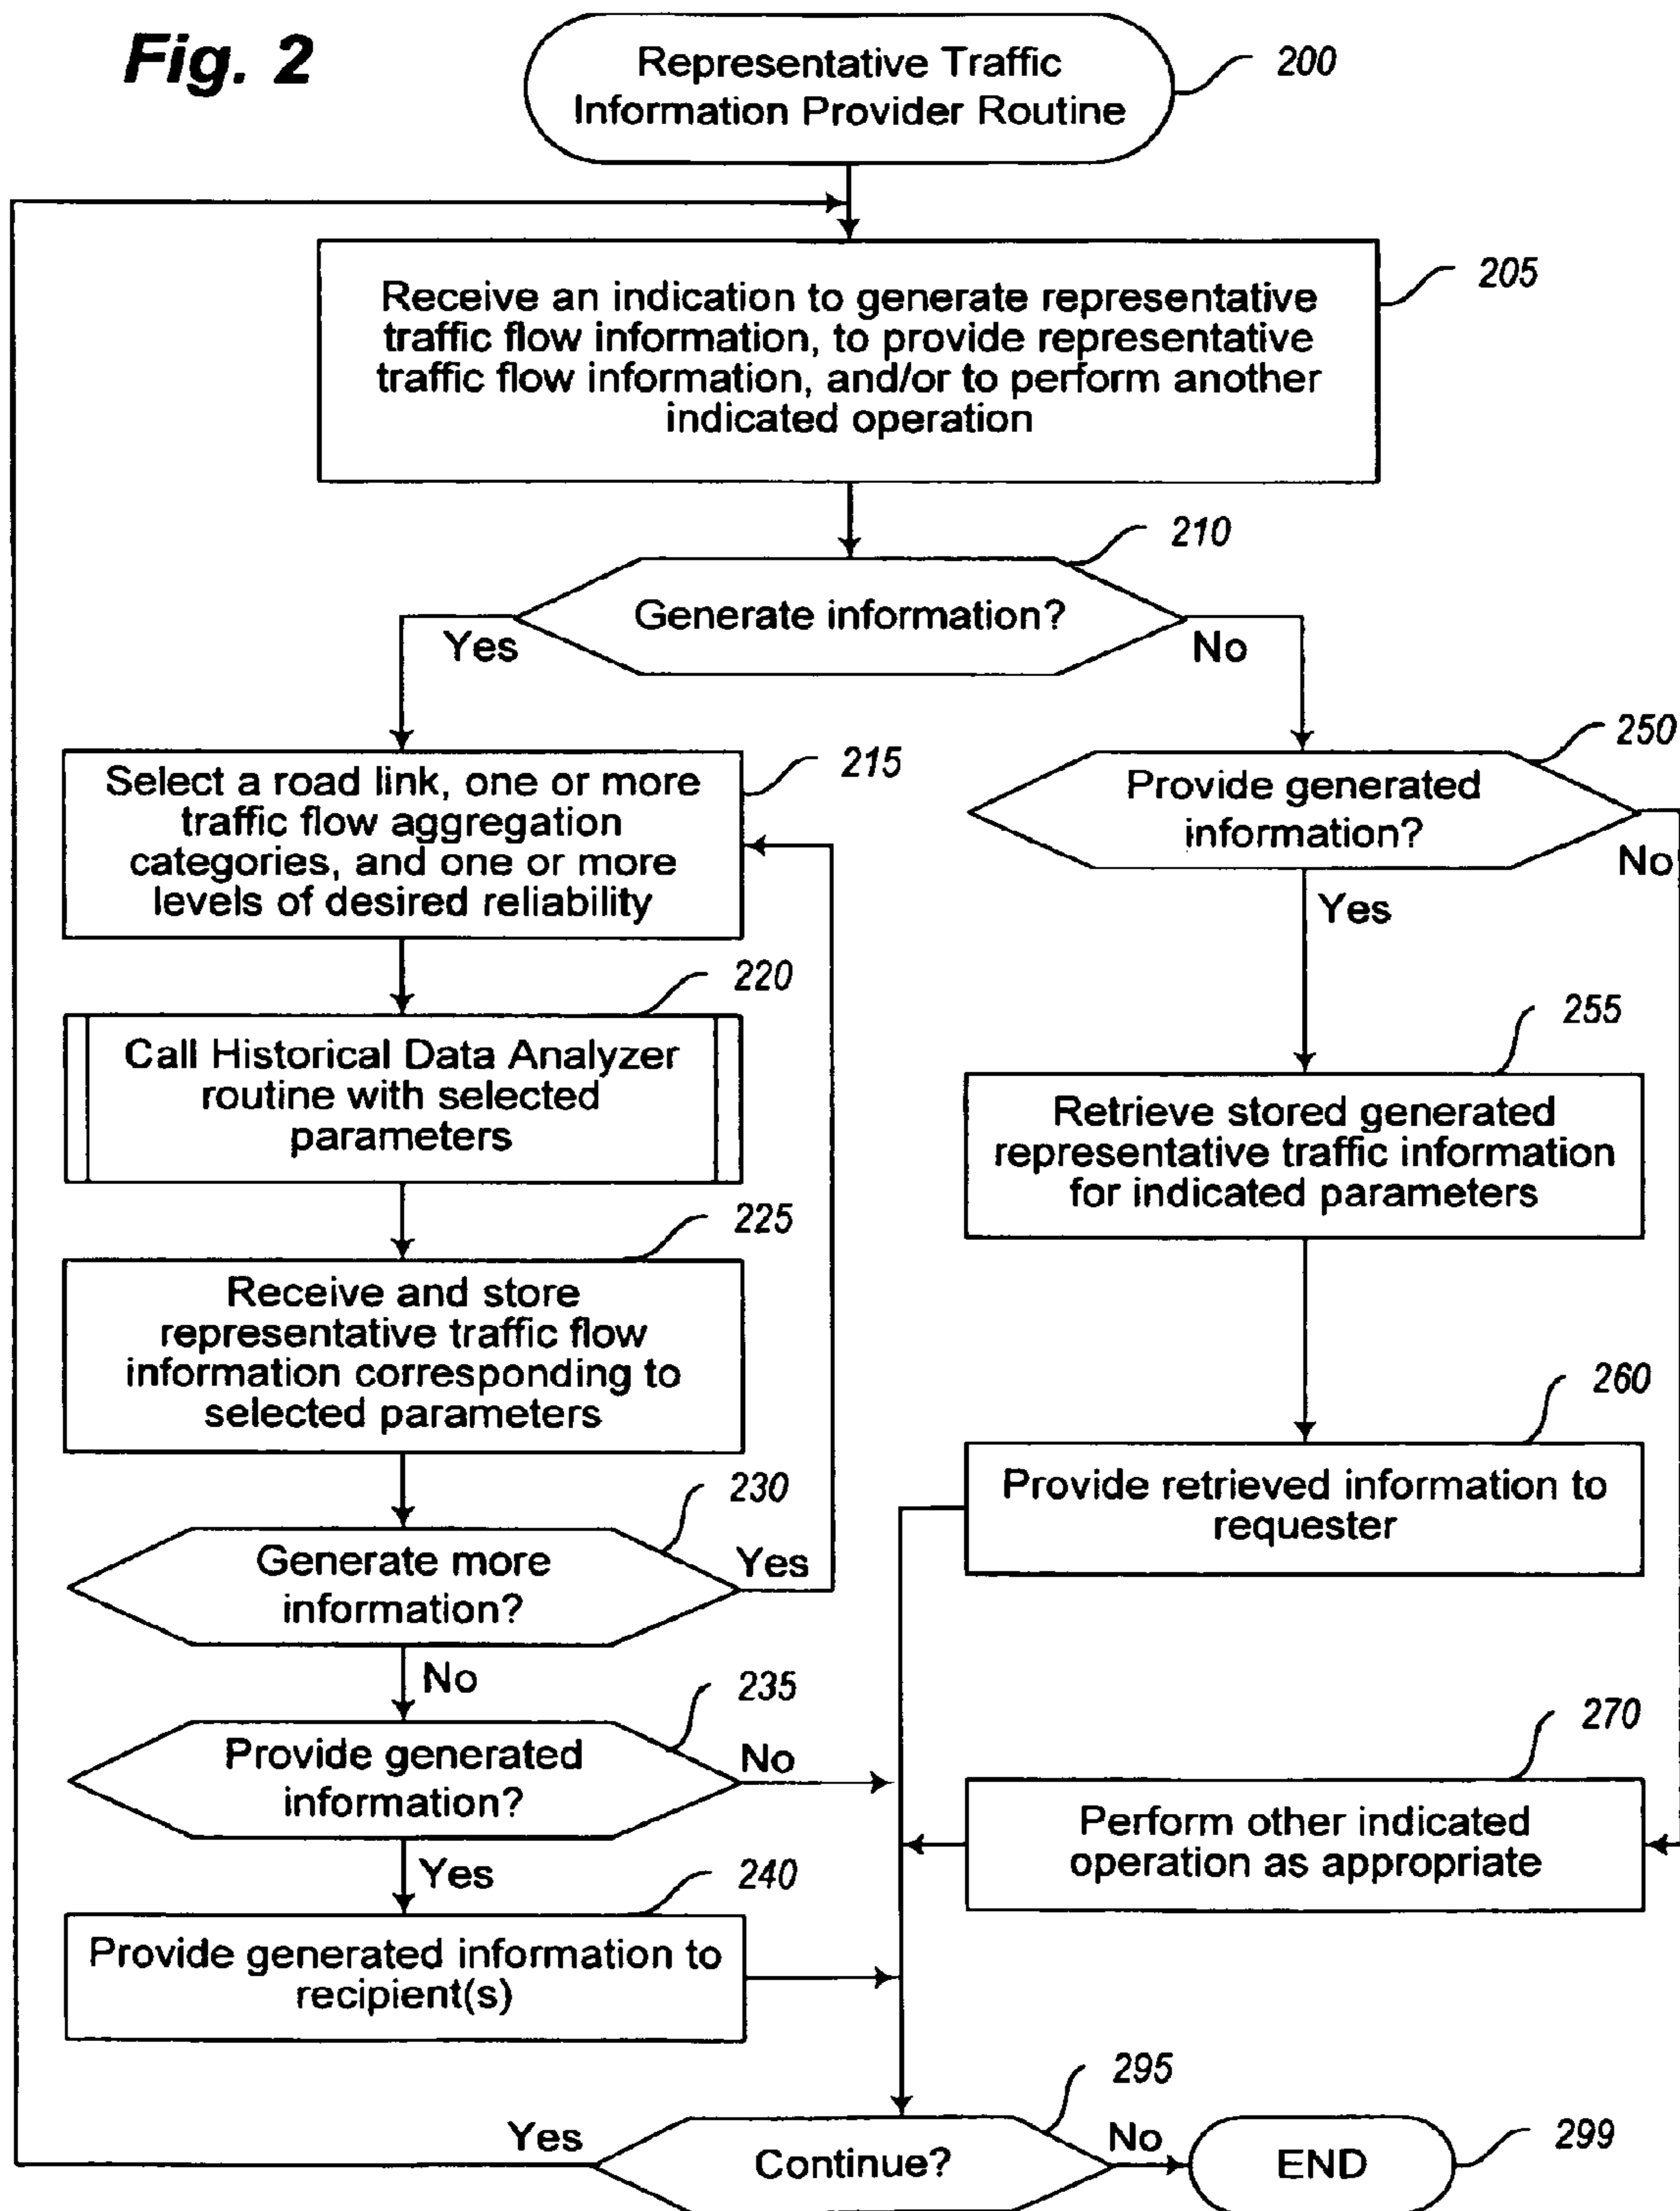 Fig. 2
Representative Traffic
Information Provider Routine
200
Receive an indication to generate representative
traffic flow information, to provide representative
traffic flow information, and/or to perform another
indicated operation
205
210
Generate information?
Yes
No
Select a road link, one or more
traffic flow aggregation
categories, and one or more
levels of desired reliability
215
220
Call Historical Data Analyzer
routine with selected
parameters
225
Receive and store
representative traffic flow
information corresponding to
selected parameters
230
Generate more
information?
Yes
No
235
Provide generated
information?
No
Yes
240
Provide generated information to
recipient(s)
250
Provide generated
information?
No
Yes
255
Retrieve stored generated
representative traffic information
for indicated parameters
260
Provide retrieved information to
requester
270
Perform other indicated
operation as appropriate
295
Yes
Continue?
No
END
299